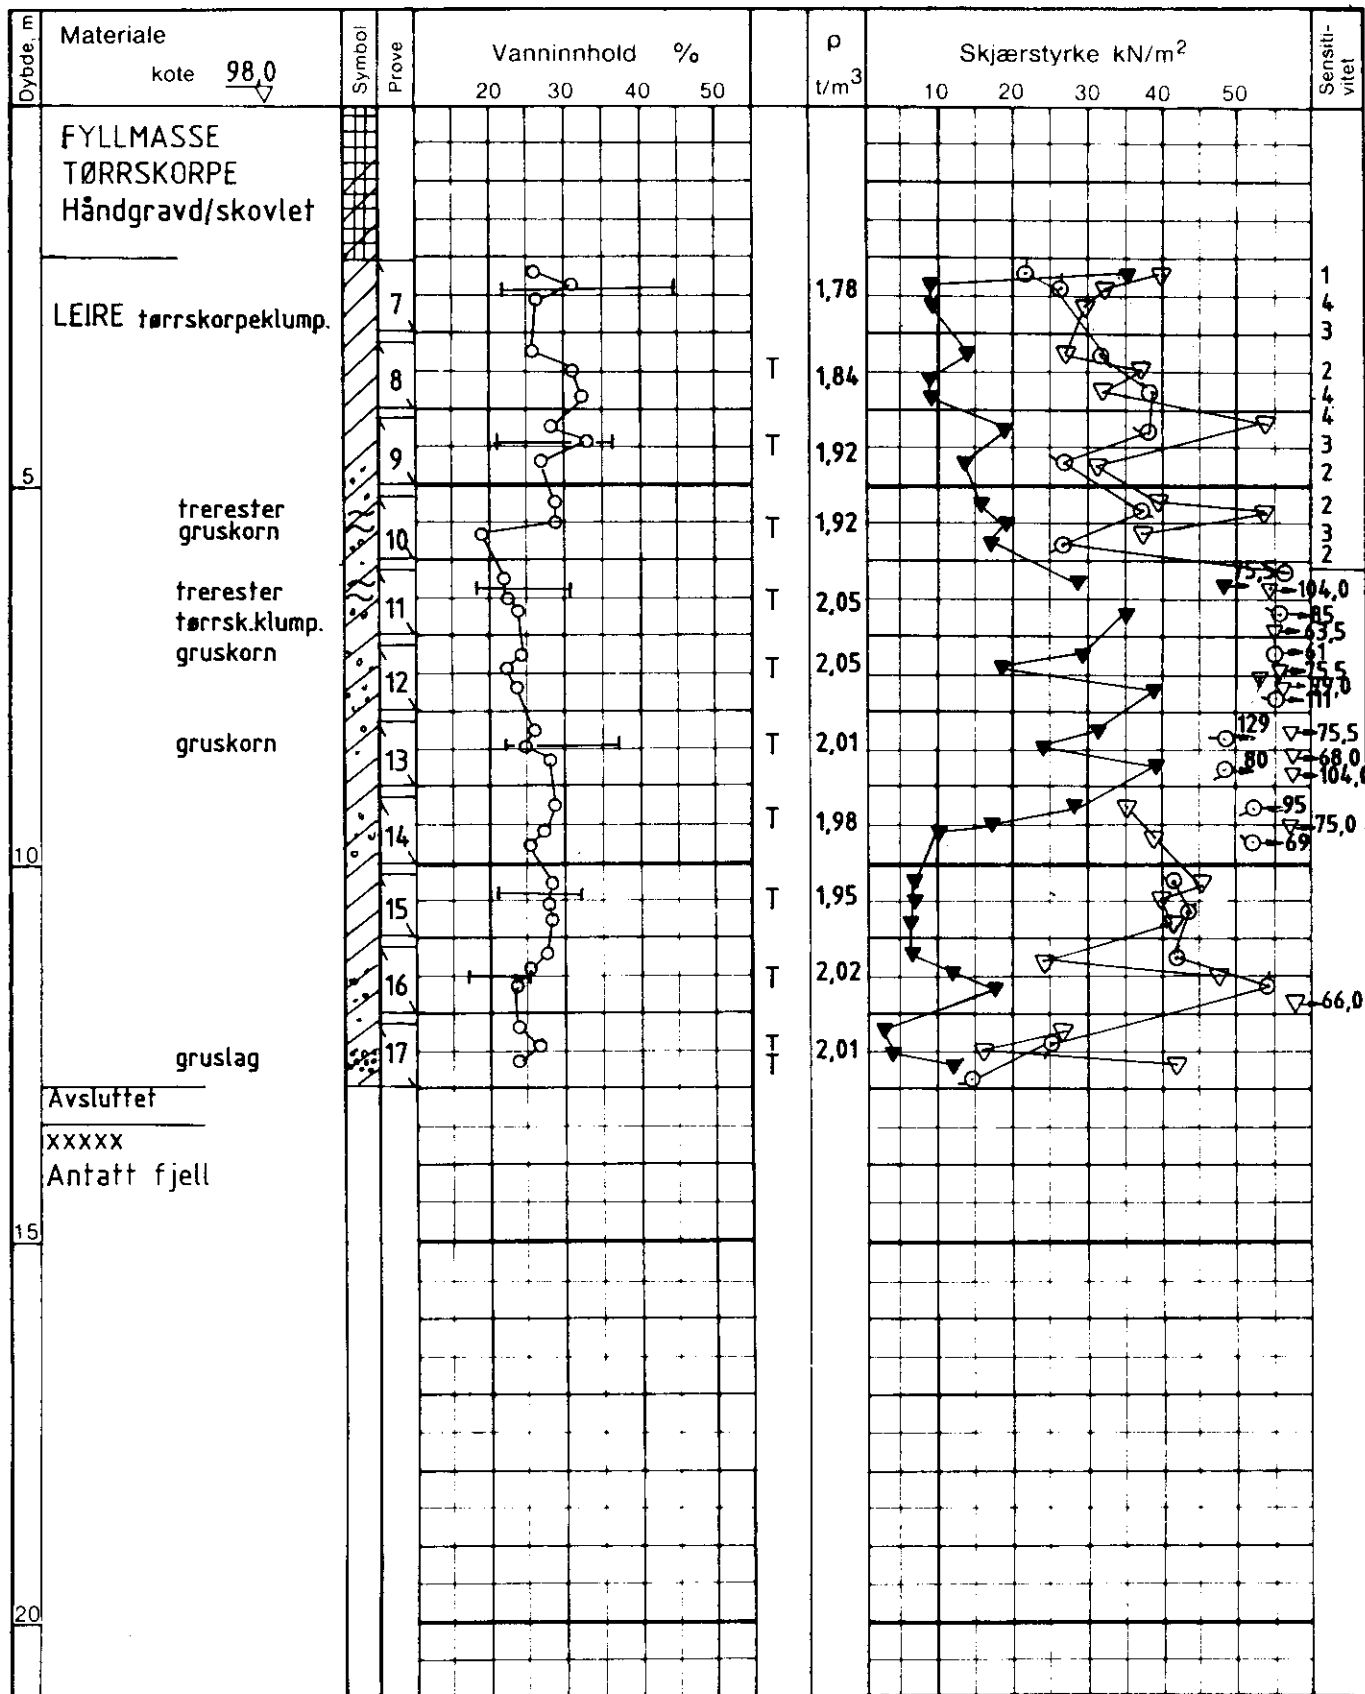 Dybde, m
Materiale
kote 98,0
Symbol
Prøve
Vanninnhold %
20 30 40 50
ρ
t/m³
Skjærstyrke kN/m²
10 20 30 40 50
Sensiti-
vitet
FYLLMASSE
TØRRSKORPE
Håndgravd/skovlet
LEIRE tørrskorpeklump.
7 1,78 1
4
3
8 T 1,84 2
4
4
9 T 1,92 3
2
5
trerester
gruskorn
10 T 1,92 2
3
2
trerester
tørrsk.klump.
gruskorn
11 T 2,05 104,0
85
63,5
12 T 2,05 61
75,5
111
gruskorn
13 T 2,01 129 75,5
80 68,0
14 T 1,98 95
75,0
69
10
15 T 1,95
16 T 2,02
66,0
gruslag
17 T
T 2,01
Avsluttet
xxxxx
Antatt fjell
15
20